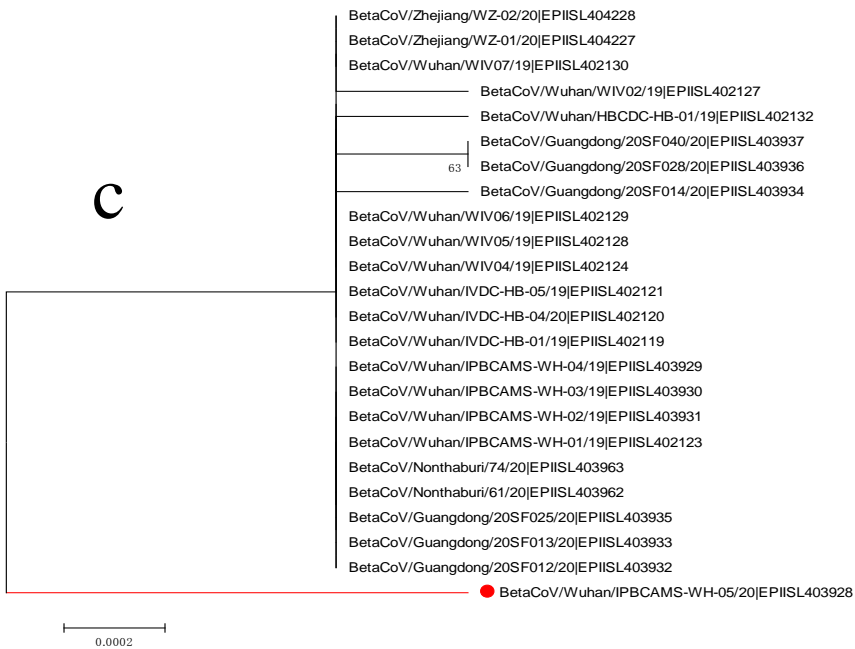 BetaCoV/Zhejiang/WZ-02/20|EPIISL404228
BetaCoV/Zhejiang/WZ-01/20|EPIISL404227
BetaCoV/Wuhan/WIV07/19|EPIISL402130
BetaCoV/Wuhan/WIV02/19|EPIISL402127
BetaCoV/Wuhan/HBCDC-HB-01/19|EPIISL402132
BetaCoV/Guangdong/20SF040/20|EPIISL403937
63
BetaCoV/Guangdong/20SF028/20|EPIISL403936
BetaCoV/Guangdong/20SF014/20|EPIISL403934
c
BetaCoV/Wuhan/WIV06/19|EPIISL402129
BetaCoV/Wuhan/WIV05/19|EPIISL402128
BetaCoV/Wuhan/WIV04/19|EPIISL402124
BetaCoV/Wuhan/IVDC-HB-05/19|EPIISL402121
BetaCoV/Wuhan/IVDC-HB-04/20|EPIISL402120
BetaCoV/Wuhan/IVDC-HB-01/19|EPIISL402119
BetaCoV/Wuhan/IPBCAMS-WH-04/19|EPIISL403929
BetaCoV/Wuhan/IPBCAMS-WH-03/19|EPIISL403930
BetaCoV/Wuhan/IPBCAMS-WH-02/19|EPIISL403931
BetaCoV/Wuhan/IPBCAMS-WH-01/19|EPIISL402123
BetaCoV/Nonthaburi/74/20|EPIISL403963
BetaCoV/Nonthaburi/61/20|EPIISL403962
BetaCoV/Guangdong/20SF025/20|EPIISL403935
BetaCoV/Guangdong/20SF013/20|EPIISL403933
BetaCoV/Guangdong/20SF012/20|EPIISL403932
BetaCoV/Wuhan/IPBCAMS-WH-05/20|EPIISL403928
0.0002